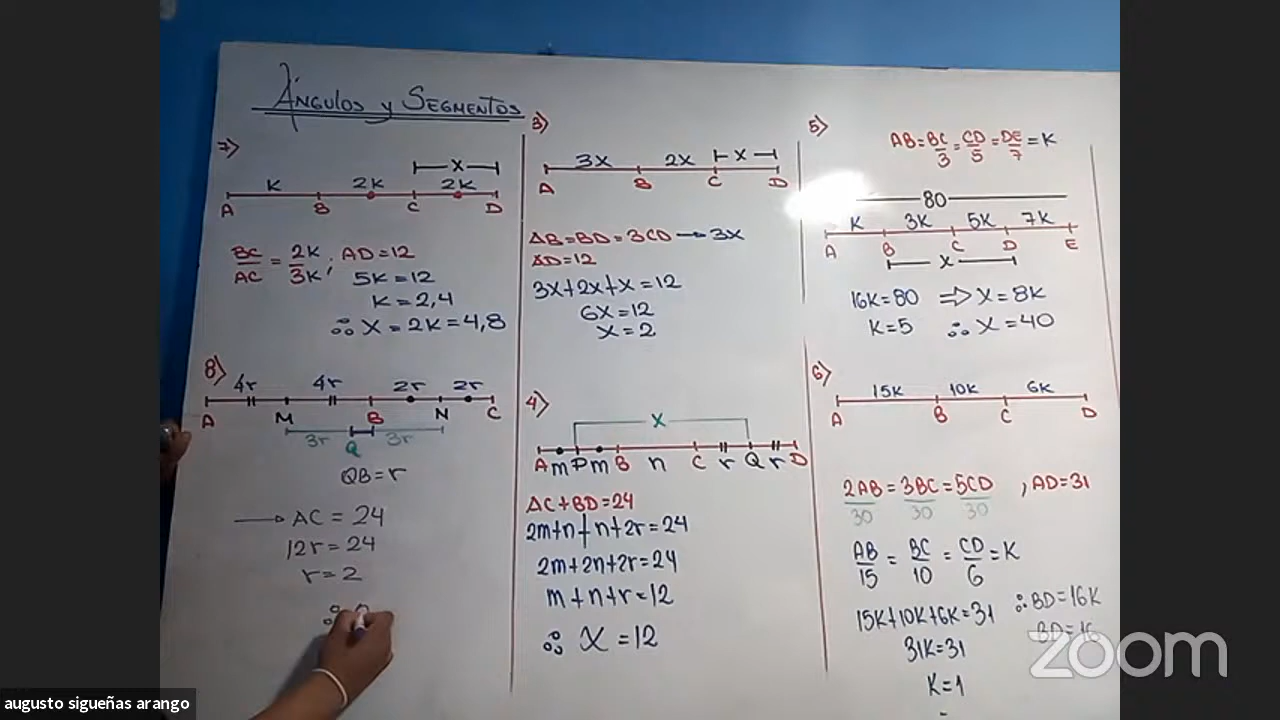 Ángulos y Segmentos
7)
x
K 2K 2K
A B C D
BC/AC = 2K/3K ; AD=12
5K=12
K=2,4
∴ X=2K=4,8
8)
4r 4r 2r 2r
A M B N C
3r Q 3r
QB=r
→ AC=24
12r=24
r=2
3)
3x 2x x
A B C D
AB=BD=3CD → 3x
AD=12
3x+2x+x=12
6x=12
x=2
4)
x
A m P m B n C r Q r D
AC+BD=24
2m+n+n+2r=24
2m+2n+2r=24
m+n+r=12
∴ X=12
5)
AB=BC/3=CD/5=DE/7=K
80
K 3K 5K 7K
A B C D E
x
16K=80 ⇒ X=8K
K=5 ∴ X=40
6)
15K 10K 6K
A B C D
2AB/30=3BC/30=5CD/30 , AD=31
AB/15=BC/10=CD/6=K
15K+10K+6K=31 ∴ BD=16K
31K=31 BD=16
K=1
zoom
augusto sigueñas arango